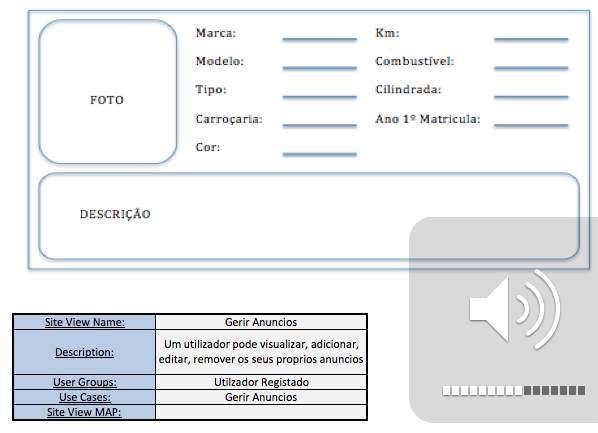 FOTO
Marca:
Km:
Modelo:
Combustível:
Tipo:
Cilindrada:
Carroçaria:
Ano 1º Matricula:
Cor:
DESCRIÇÃO
Site View Name: Gerir Anuncios
Description: Um utilizador pode visualizar, adicionar,
editar, remover os seus proprios anuncios
User Groups: Utilzador Registado
Use Cases: Gerir Anuncios
Site View MAP: